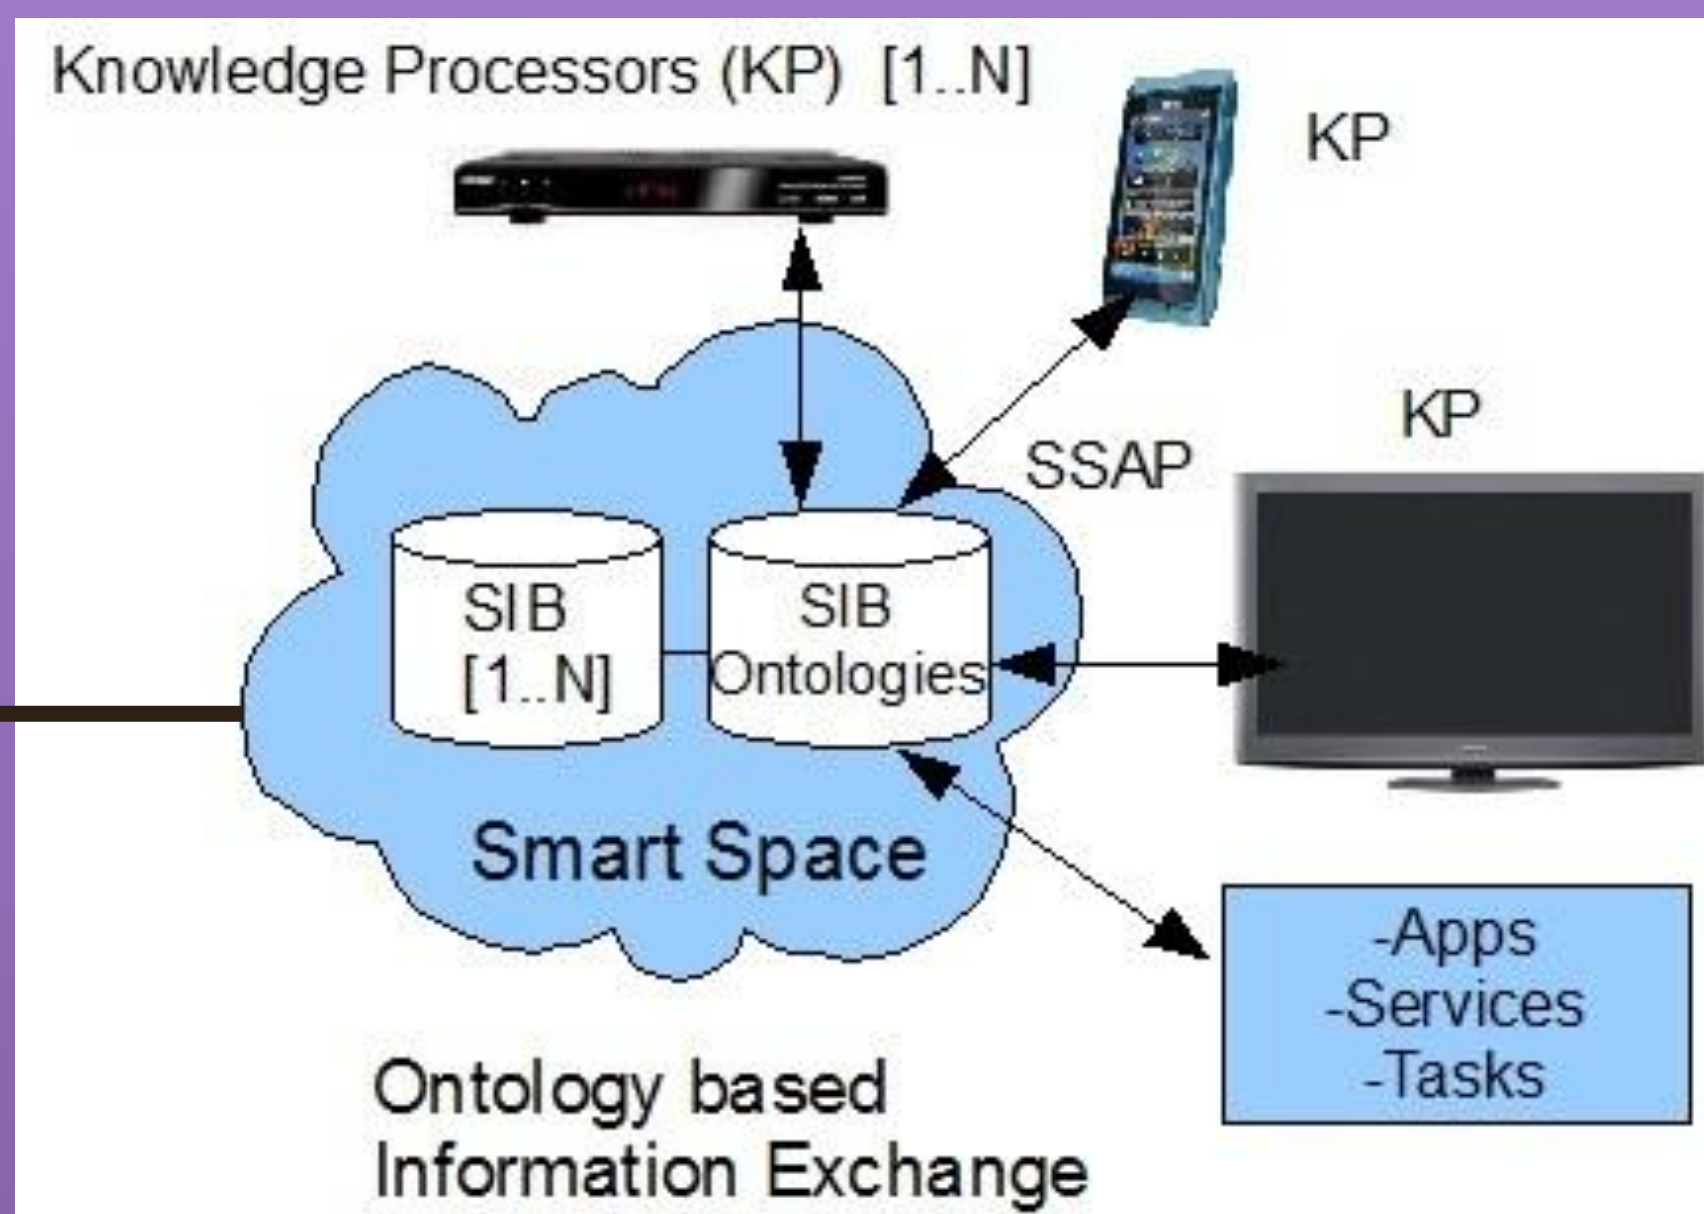 Knowledge Processors (KP) [1..N]
KP
KP
SSAP
SIB
[1..N]
SIB
Ontologies
Smart Space
-Apps
-Services
-Tasks
Ontology based
Information Exchange